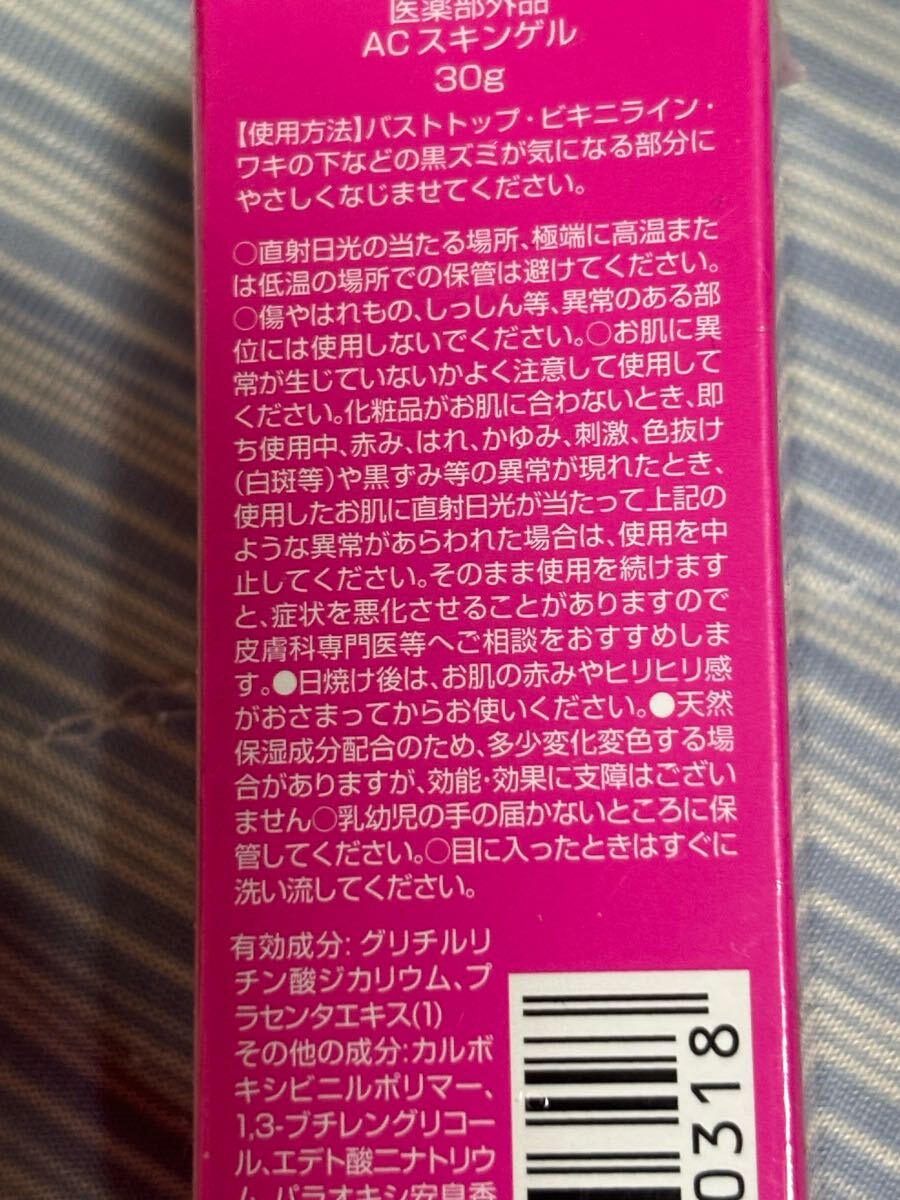 医薬部外品
ACスキンゲル
30g
【使用方法】バストトップ・ビキニライン・
ワキの下などの黒ズミが気になる部分に
やさしくなじませてください。
○直射日光の当たる場所、極端に高温また
は低温の場所での保管は避けてください。
○傷やはれもの、しっしん等、異常のある部
位には使用しないでください。○お肌に異
常が生じていないかよく注意して使用して
ください。化粧品がお肌に合わないとき、即
ち使用中、赤み、はれ、かゆみ、刺激、色抜け
(白斑等)や黒ずみ等の異常が現れたとき、
使用したお肌に直射日光が当たって上記の
ような異常があらわれた場合は、使用を中
止してください。そのまま使用を続けます
と、症状を悪化させることがありますので
皮膚科専門医等へご相談をおすすめしま
す。●日焼け後は、お肌の赤みやヒリヒリ感
がおさまってからお使いください。●天然
保湿成分配合のため、多少変化変色する場
合がありますが、効能・効果に支障はござい
ません○乳幼児の手の届かないところに保
管してください。○目に入ったときはすぐに
洗い流してください。
有効成分:グリチルリ
チン酸ジカリウム、プ
ラセンタエキス(1)
その他の成分:カルボ
キシビニルポリマー、
1,3-ブチレングリコー
ル、エデト酸二ナトリウ
ム、パラオキシ安息香
0318